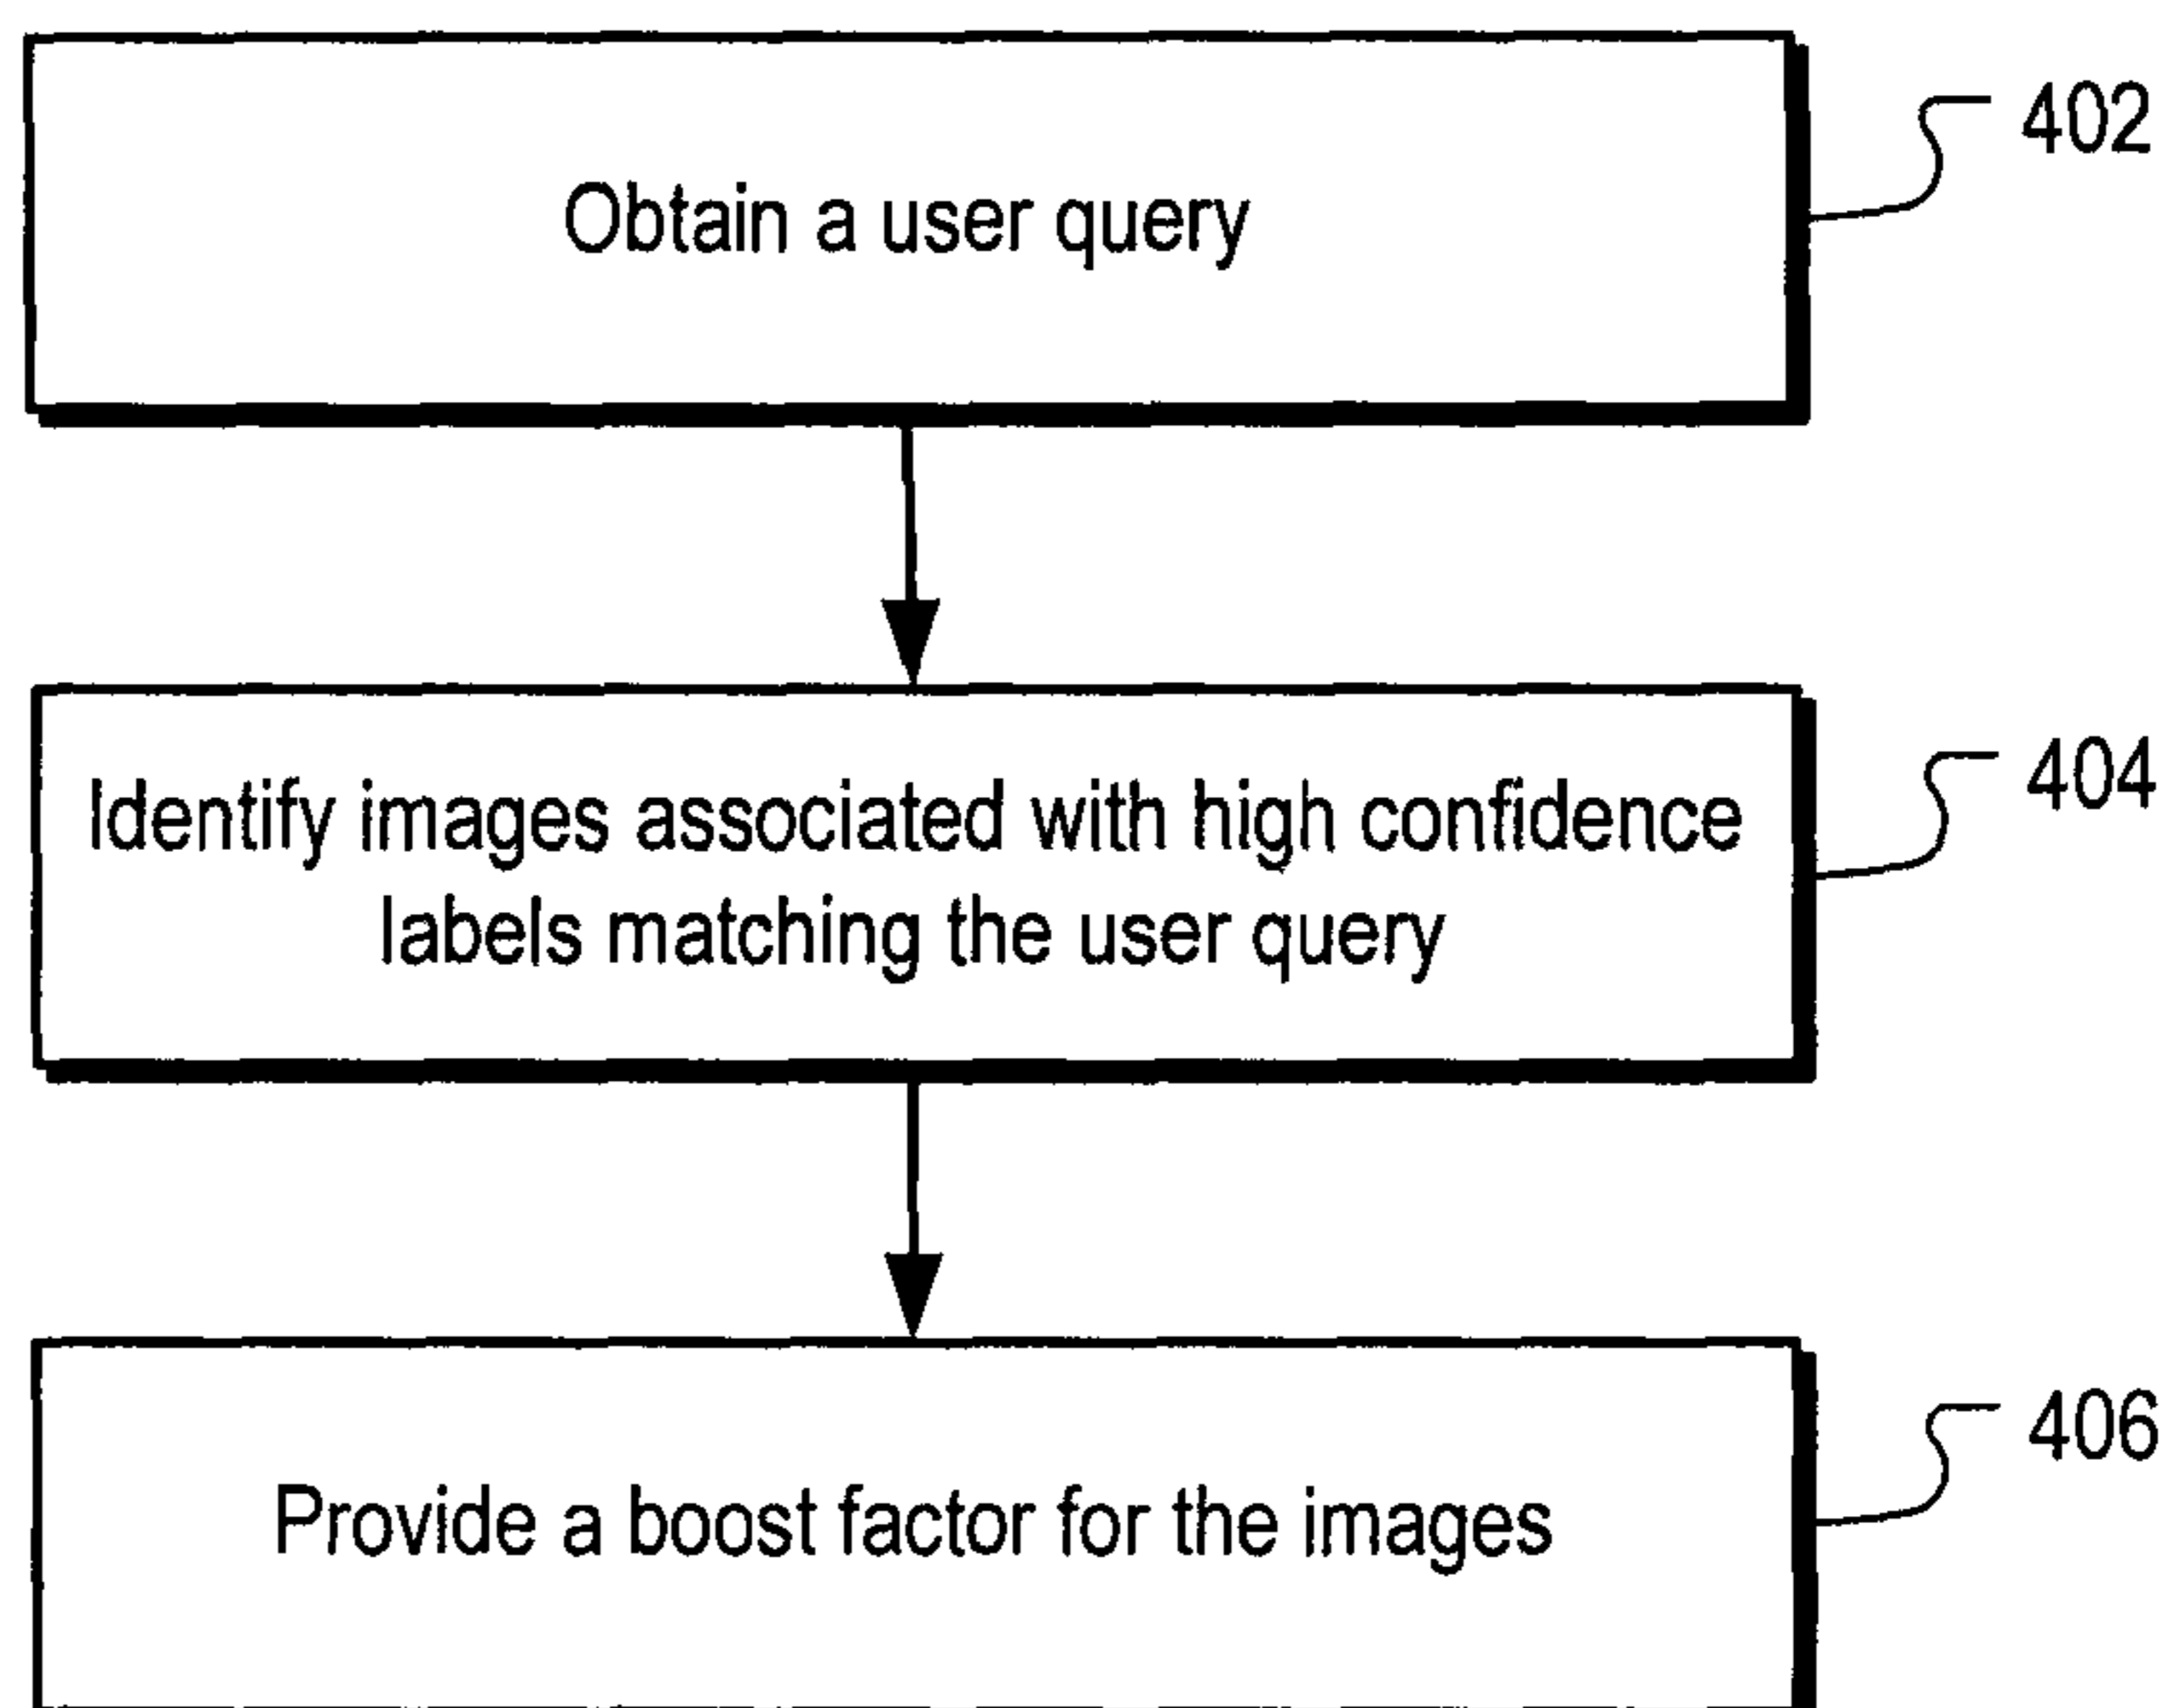 Obtain a user query
402
Identify images associated with high confidence
labels matching the user query
404
Provide a boost factor for the images
406